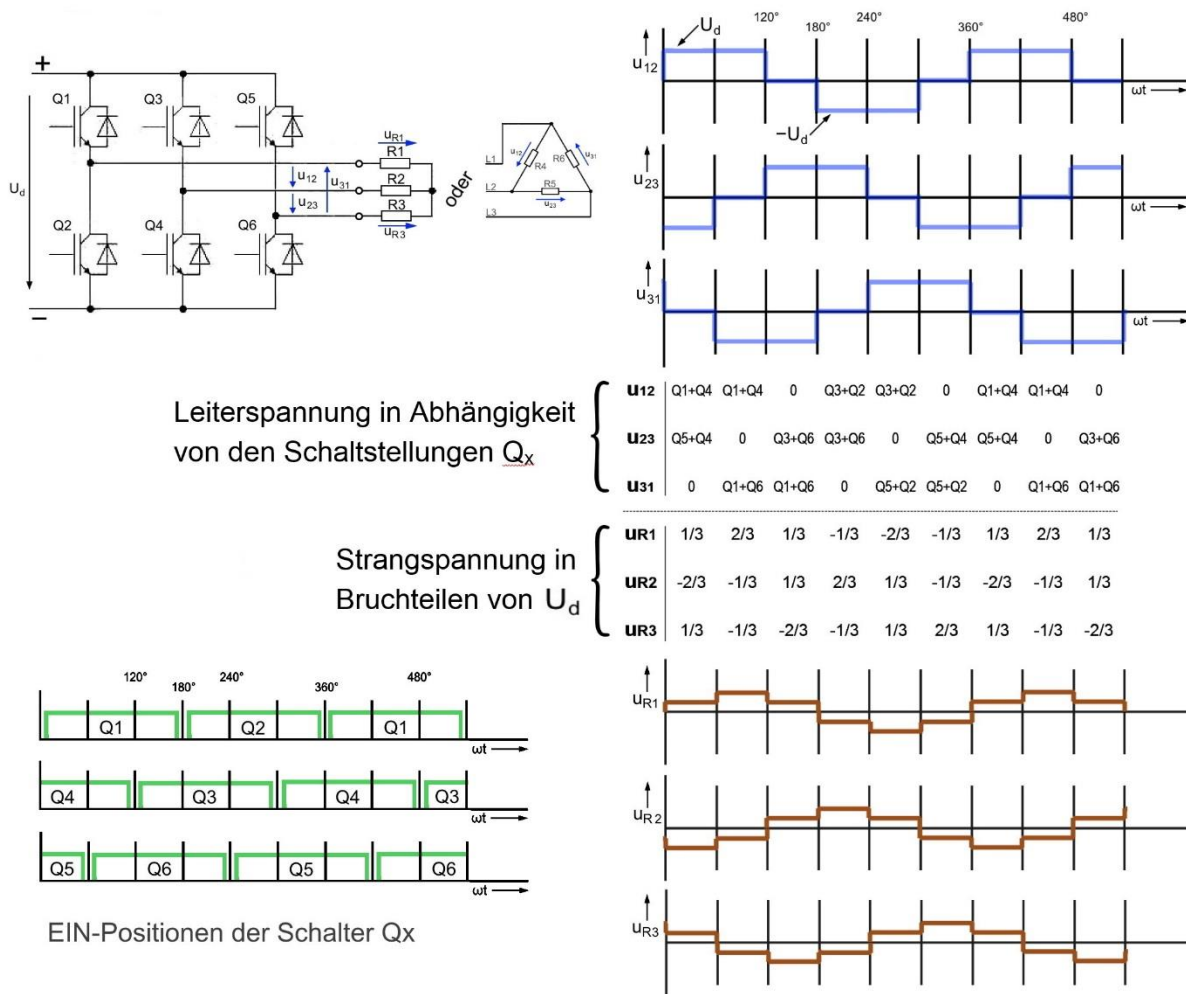 +
Q1
Q3
Q5
U_d
Q2
Q4
Q6
−
u_R1
R1
R2
R3
u_R3
u_12
u_23
u_31
oder
L1
L2
L3
u_12
R4
R6
u_31
R5
u_23
120° 240° 360° 480°
180°
U_d
u_12
ωt
−U_d
u_23
ωt
u_31
ωt
Leiterspannung in Abhängigkeit
von den Schaltstellungen Qx
u12 Q1+Q4 Q1+Q4 0 Q3+Q2 Q3+Q2 0 Q1+Q4 Q1+Q4 0
u23 Q5+Q4 0 Q3+Q6 Q3+Q6 0 Q5+Q4 Q5+Q4 0 Q3+Q6
u31 0 Q1+Q6 Q1+Q6 0 Q5+Q2 Q5+Q2 0 Q1+Q6 Q1+Q6
Strangspannung in
Bruchteilen von U_d
uR1 1/3 2/3 1/3 -1/3 -2/3 -1/3 1/3 2/3 1/3
uR2 -2/3 -1/3 1/3 2/3 1/3 -1/3 -2/3 -1/3 1/3
uR3 1/3 -1/3 -2/3 -1/3 1/3 2/3 1/3 -1/3 -2/3
120° 240° 480°
180° 360°
Q1 Q2 Q1
ωt
Q4 Q3 Q4 Q3
ωt
Q5 Q6 Q5 Q6
ωt
EIN-Positionen der Schalter Qx
u_R1
ωt
u_R2
ωt
u_R3
ωt